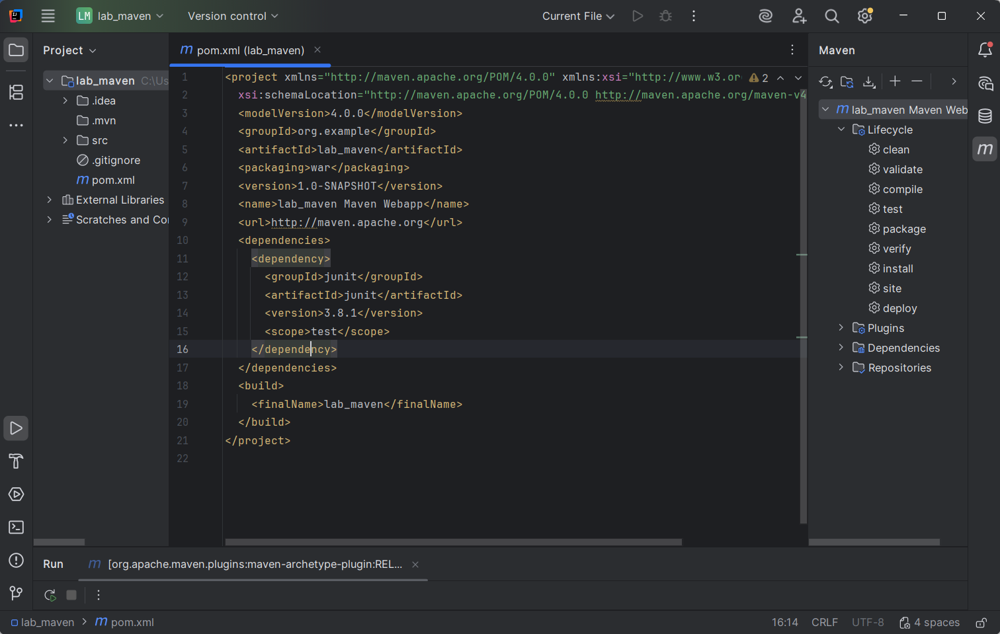 LM lab_maven
Version control
Current File
Project
pom.xml (lab_maven)
Maven
lab_maven C:\Us
.idea
.mvn
src
.gitignore
pom.xml
External Libraries
Scratches and Co
1 <project xmlns="http://maven.apache.org/POM/4.0.0" xmlns:xsi="http://www.w3.or
2
2 xsi:schemaLocation="http://maven.apache.org/POM/4.0.0 http://maven.apache.org/maven-v4
3 <modelVersion>4.0.0</modelVersion>
4 <groupId>org.example</groupId>
5 <artifactId>lab_maven</artifactId>
6 <packaging>war</packaging>
7 <version>1.0-SNAPSHOT</version>
8 <name>lab_maven Maven Webapp</name>
9 <url>http://maven.apache.org</url>
10 <dependencies>
11 <dependency>
12 <groupId>junit</groupId>
13 <artifactId>junit</artifactId>
14 <version>3.8.1</version>
15 <scope>test</scope>
16 </dependency>
17 </dependencies>
18 <build>
19 <finalName>lab_maven</finalName>
20 </build>
21 </project>
22
lab_maven Maven Web
Lifecycle
clean
validate
compile
test
package
verify
install
site
deploy
Plugins
Dependencies
Repositories
Run
[org.apache.maven.plugins:maven-archetype-plugin:REL...
lab_maven > pom.xml
16:14 CRLF UTF-8 4 spaces